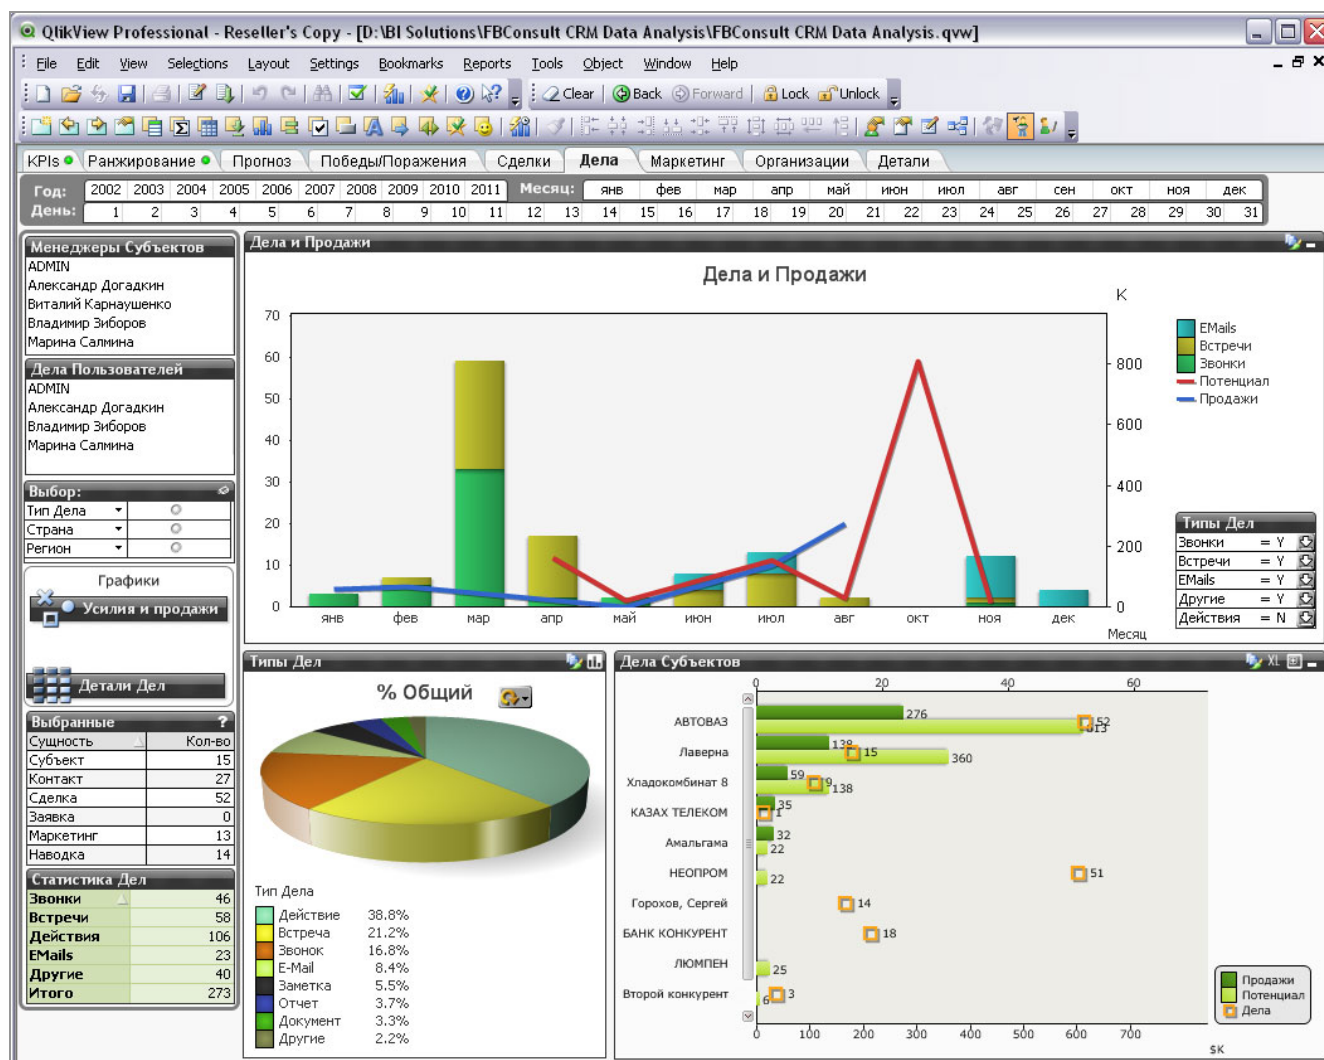 QlikView Professional - Reseller's Copy - [D:\BI Solutions\FBConsult CRM Data Analysis\FBConsult CRM Data Analysis.qvw]
File Edit View Selections Layout Settings Bookmarks Reports Tools Object Window Help
Clear Back Forward Lock Unlock
KPIs Ранжирование Прогноз Победы/Поражения Сделки Дела Маркетинг Организации Детали
Год: 2002 2003 2004 2005 2006 2007 2008 2009 2010 2011 Месяц: янв фев мар апр май июн июл авг сен окт ноя дек
День: 1 2 3 4 5 6 7 8 9 10 11 12 13 14 15 16 17 18 19 20 21 22 23 24 25 26 27 28 29 30 31
Менеджеры Субъектов
ADMIN
Александр Догадкин
Виталий Карнаушенко
Владимир Зиборов
Марина Салмина
Дела Пользователей
ADMIN
Александр Догадкин
Владимир Зиборов
Марина Салмина
Выбор:
Тип Дела
Страна
Регион
Графики
Усилия и продажи
Детали Дел
Выбранные ?
Сущность Кол-во
Субъект 15
Контакт 27
Сделка 52
Заявка 0
Маркетинг 13
Наводка 14
Статистика Дел
Звонки 46
Встречи 58
Действия 106
EMails 23
Другие 40
Итого 273
Дела и Продажи
Дела и Продажи
K
70
60
50
40
30
20
10
0
800
600
400
200
0
янв фев мар апр май июн июл авг окт ноя дек
Месяц
EMails
Встречи
Звонки
Потенциал
Продажи
Типы Дел
Звонки = Y
Встречи = Y
EMails = Y
Другие = Y
Действия = N
Типы Дел
% Общий
Тип Дела
Действие 38.8%
Встреча 21.2%
Звонок 16.8%
E-Mail 8.4%
Заметка 5.5%
Отчет 3.7%
Документ 3.3%
Другие 2.2%
Дела Субъектов XL
0 20 40 60
АВТОВАЗ 276 52 613
Лаверна 138 15 360
Хладокомбинат 8 59 9 138
КАЗАХ ТЕЛЕКОМ 35 1
Амальгама 32 22
НЕОПРОМ 22 51
Горохов, Сергей 14
БАНК КОНКУРЕНТ 18
ЛЮМПЕН 25
Второй конкурент 6 3
0 100 200 300 400 500 600 700
$K
Продажи
Потенциал
Дела